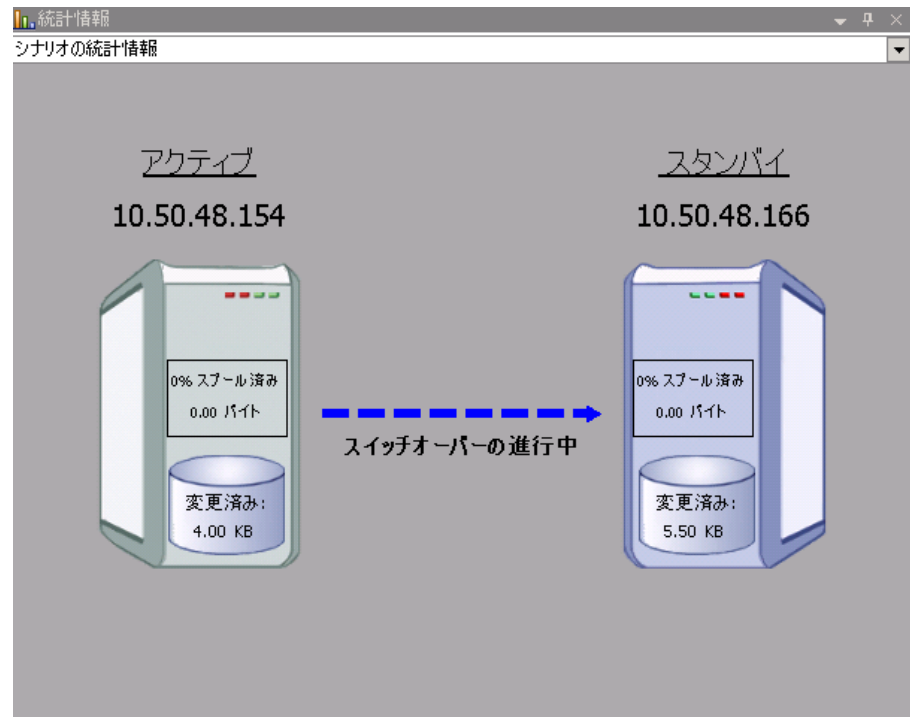 統計情報
シナリオの統計情報
アクティブ
スタンバイ
10.50.48.154
10.50.48.166
0% スプール済み
0.00 バイト
0% スプール済み
0.00 バイト
スイッチオーバーの進行中
変更済み:
4.00 KB
変更済み:
5.50 KB